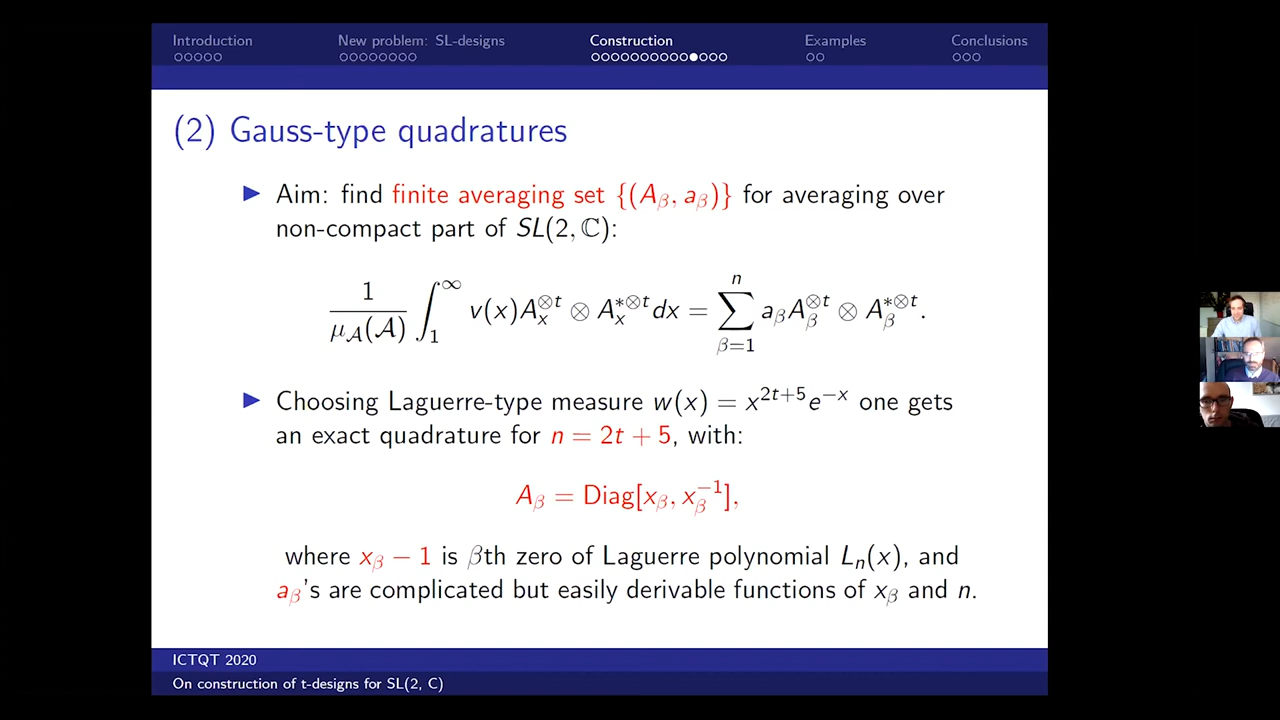 Introduction New problem: SL-designs Construction Examples Conclusions
(2) Gauss-type quadratures
Aim: find finite averaging set {(A_β, a_β)} for averaging over
non-compact part of SL(2, ℂ):
1/μ_𝒜(𝒜) ∫_1^∞ v(x)A_x^{⊗t} ⊗ A_x^{*⊗t}dx = ∑_{β=1}^n a_β A_β^{⊗t} ⊗ A_β^{*⊗t}.
Choosing Laguerre-type measure w(x) = x^{2t+5}e^{−x} one gets
an exact quadrature for n = 2t + 5, with:
A_β = Diag[x_β, x_β^{−1}],
where x_β − 1 is βth zero of Laguerre polynomial L_n(x), and
a_β's are complicated but easily derivable functions of x_β and n.
ICTQT 2020
On construction of t-designs for SL(2, C)